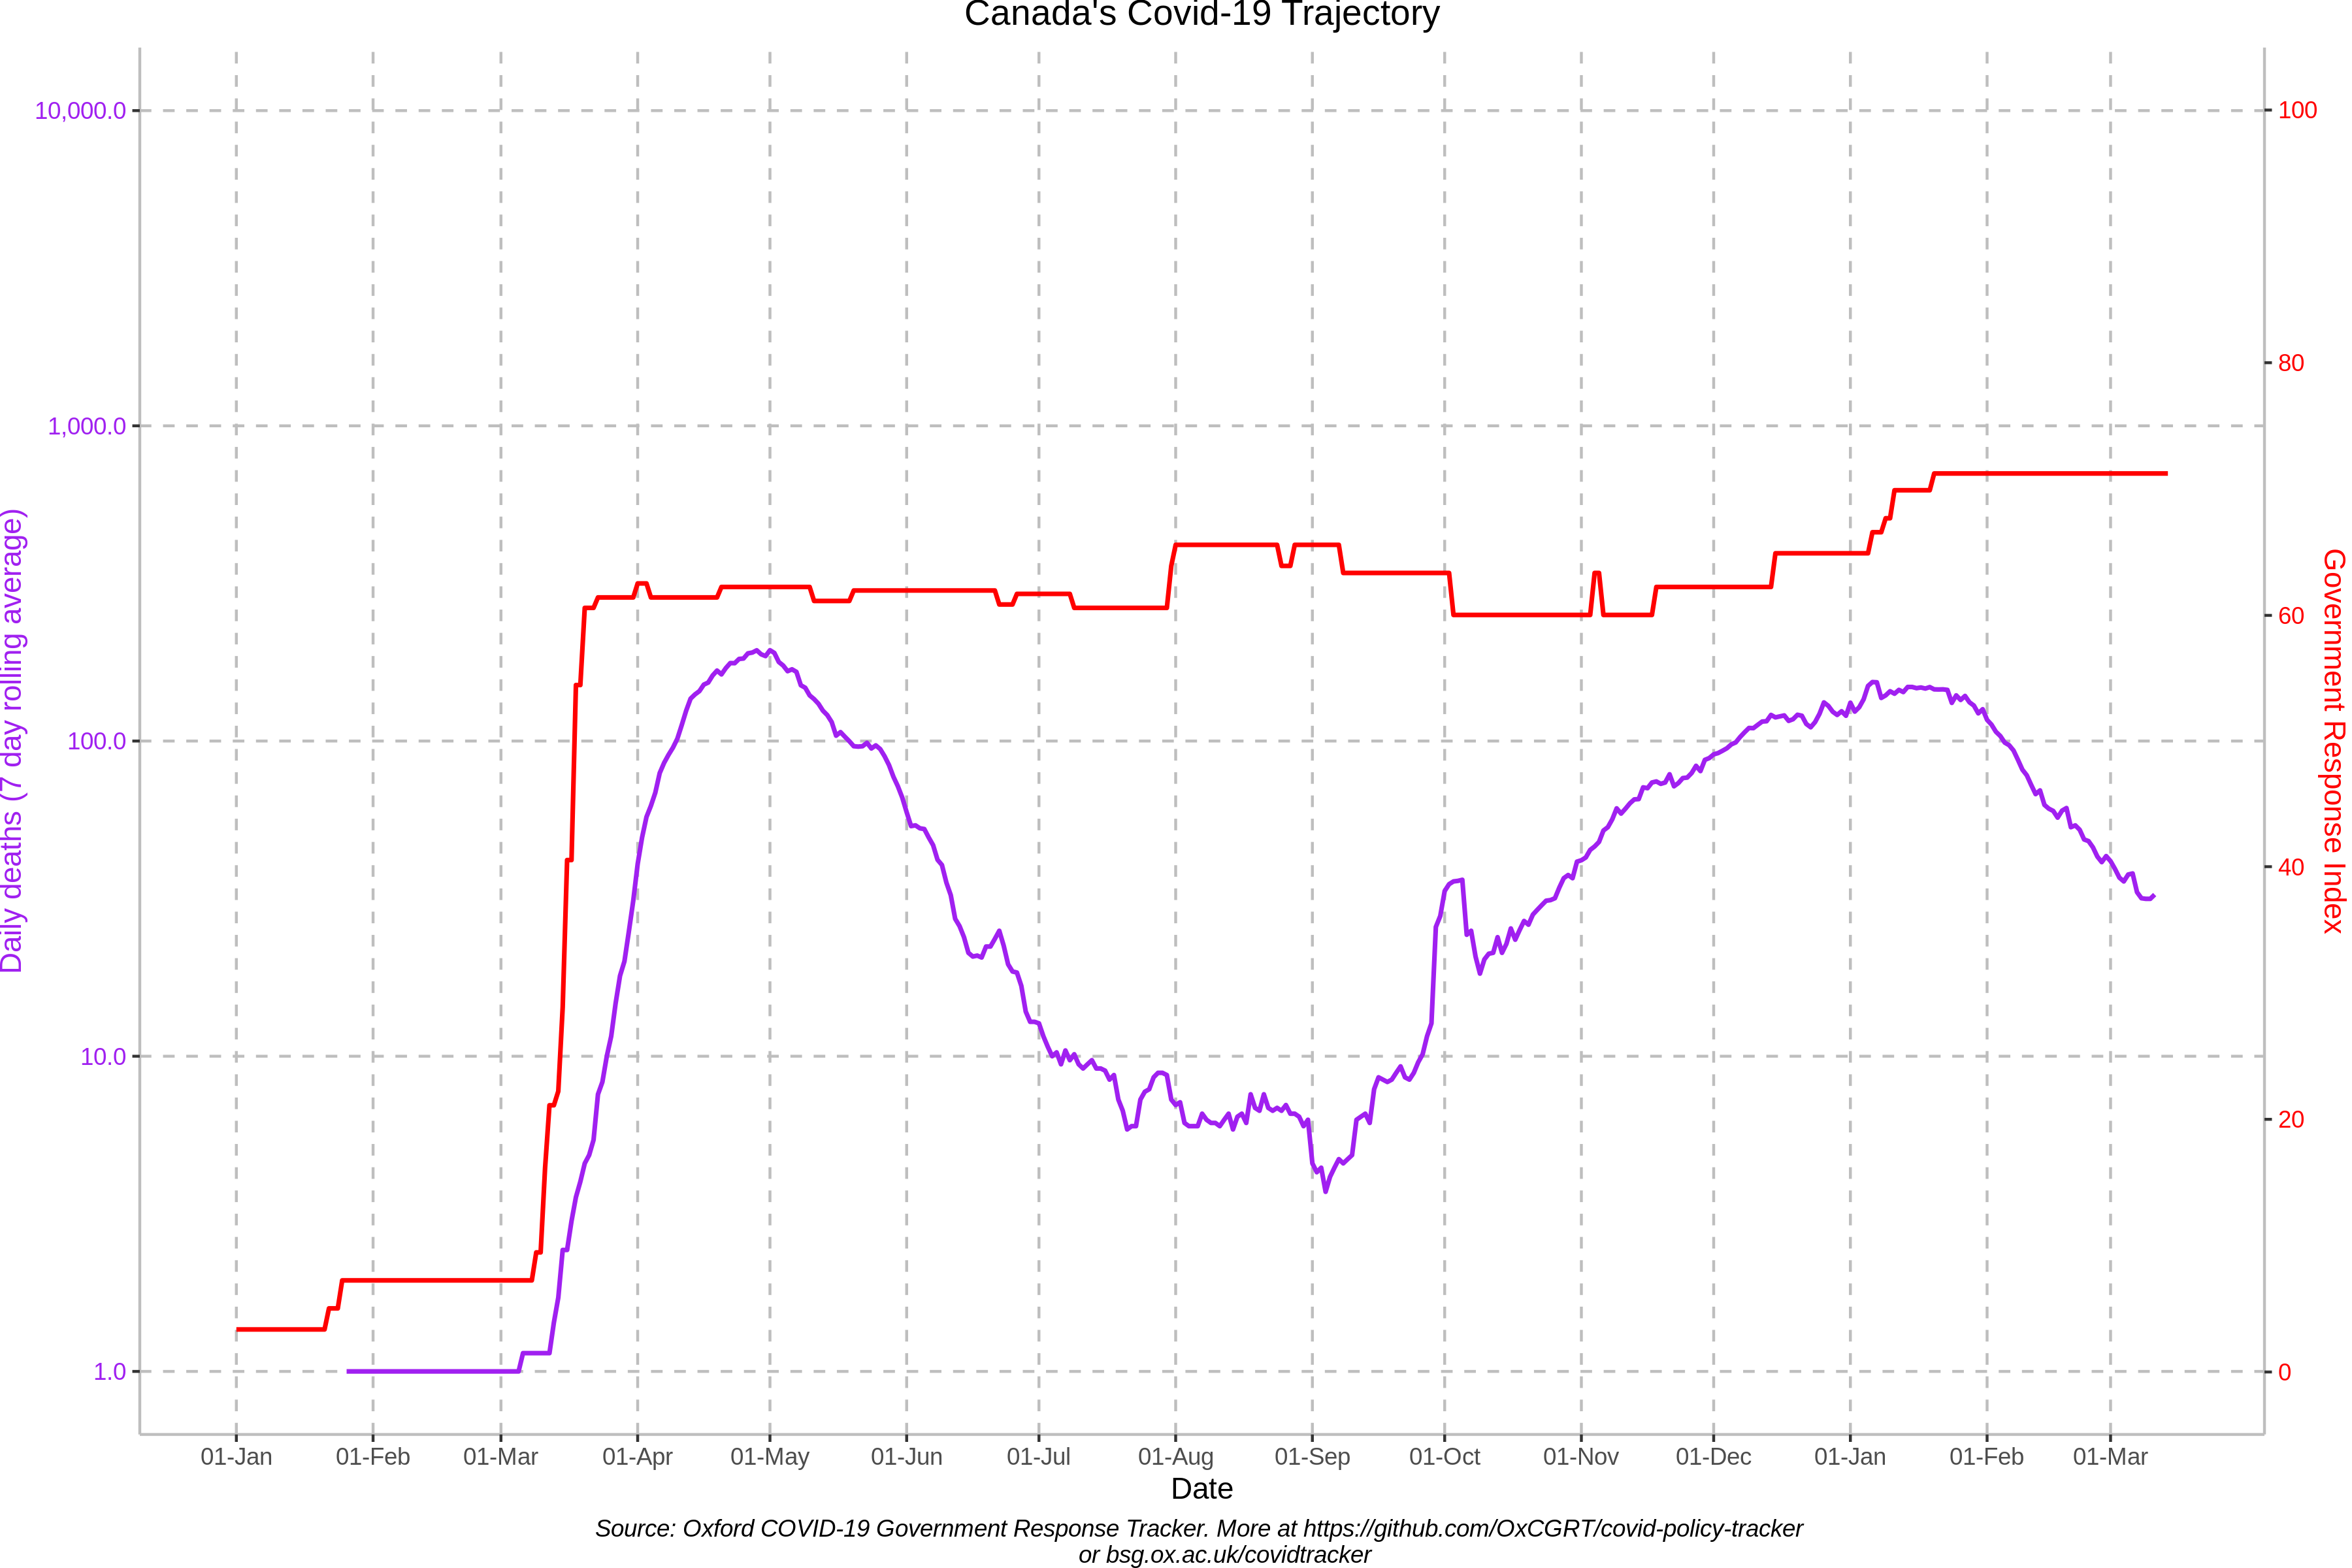 Canada's Covid-19 Trajectory
10,000.0
1,000.0
100.0
10.0
1.0
Daily deaths (7 day rolling average)
100
80
60
40
20
0
Government Response Index
01-Jan 01-Feb 01-Mar 01-Apr 01-May 01-Jun 01-Jul 01-Aug 01-Sep 01-Oct 01-Nov 01-Dec 01-Jan 01-Feb 01-Mar
Date
Source: Oxford COVID-19 Government Response Tracker. More at https://github.com/OxCGRT/covid-policy-tracker
or bsg.ox.ac.uk/covidtracker